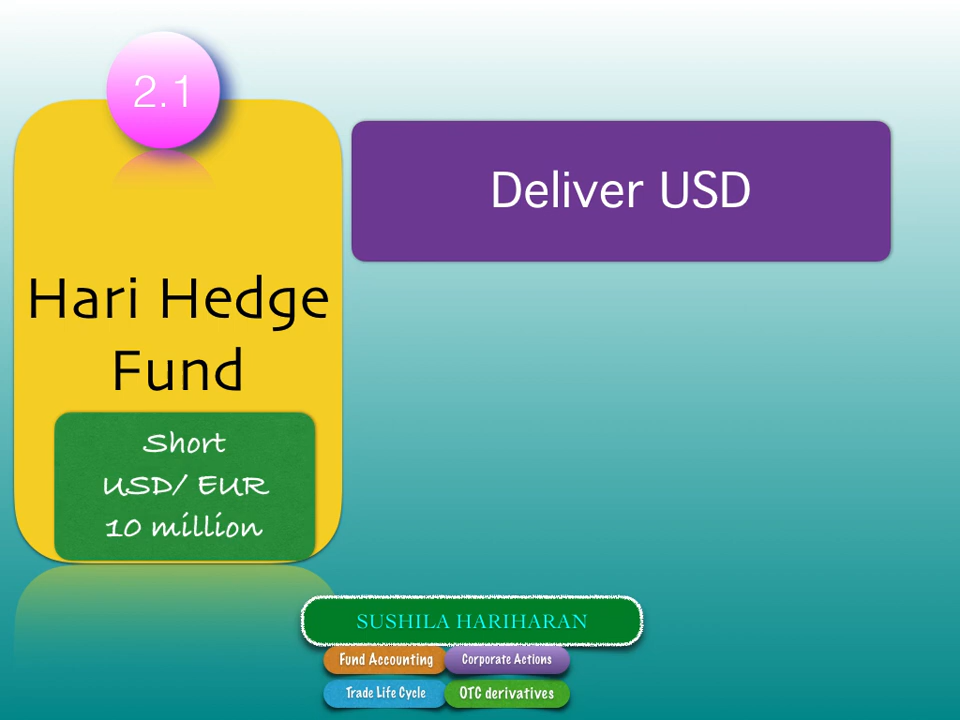 2.1
Deliver USD
Hari Hedge
Fund
Short
USD/ EUR
10 million
SUSHILA HARIHARAN
Fund Accounting
Corporate Actions
Trade Life Cycle
OTC derivatives